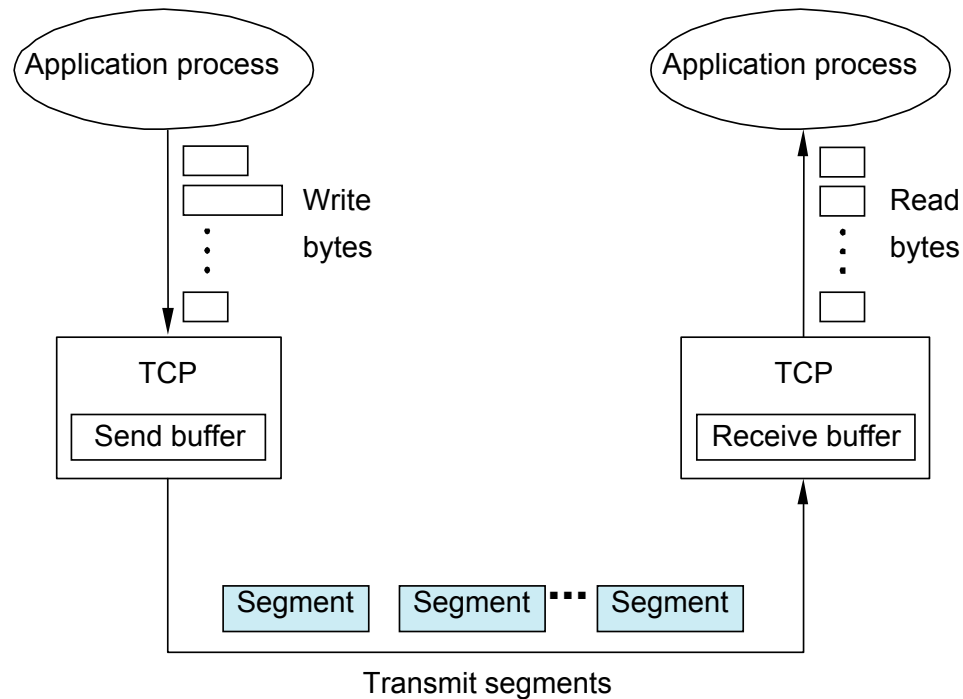 Application process
Application process
Write
bytes
Read
bytes
TCP
Send buffer
TCP
Receive buffer
Segment
Segment
Segment
Transmit segments